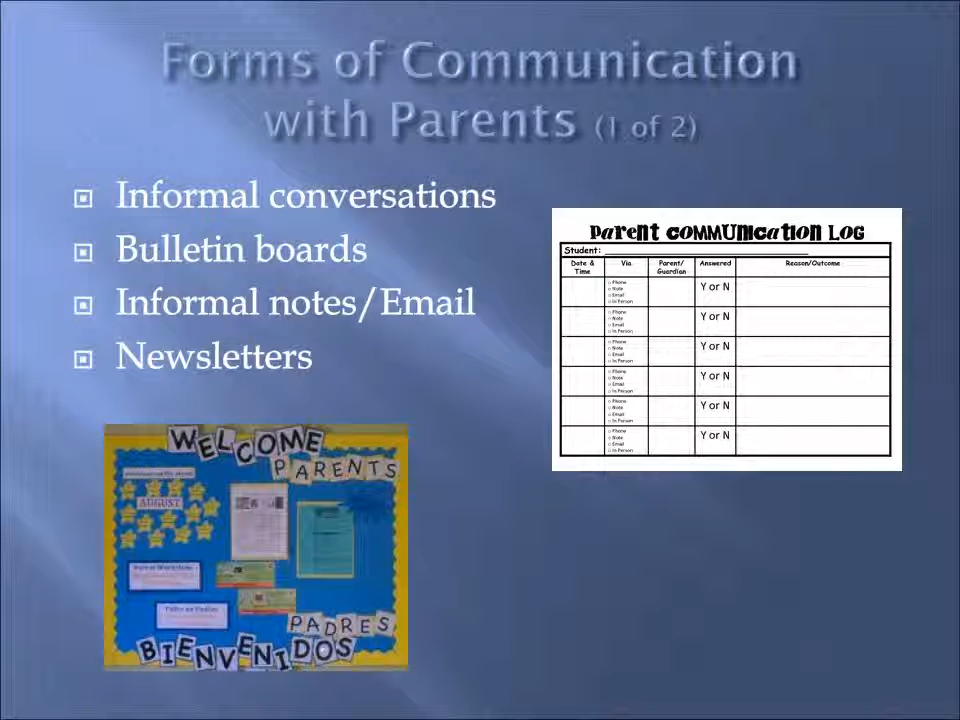 Forms of Communication
with Parents (1 of 2)
Informal conversations
Bulletin boards
Informal notes/Email
Newsletters
Parent Communication Log
Student:
Date & Time Via Parent/Guardian Answered Reason/Outcome
Phone
Note
Email
In Person
Y or N
Phone
Note
Email
In Person
Y or N
Phone
Note
Email
In Person
Y or N
Phone
Note
Email
In Person
Y or N
Phone
Note
Email
In Person
Y or N
Phone
Note
Email
In Person
Y or N
WELCOME
PARENTS
AUGUST
PADRES
BIENVENIDOS